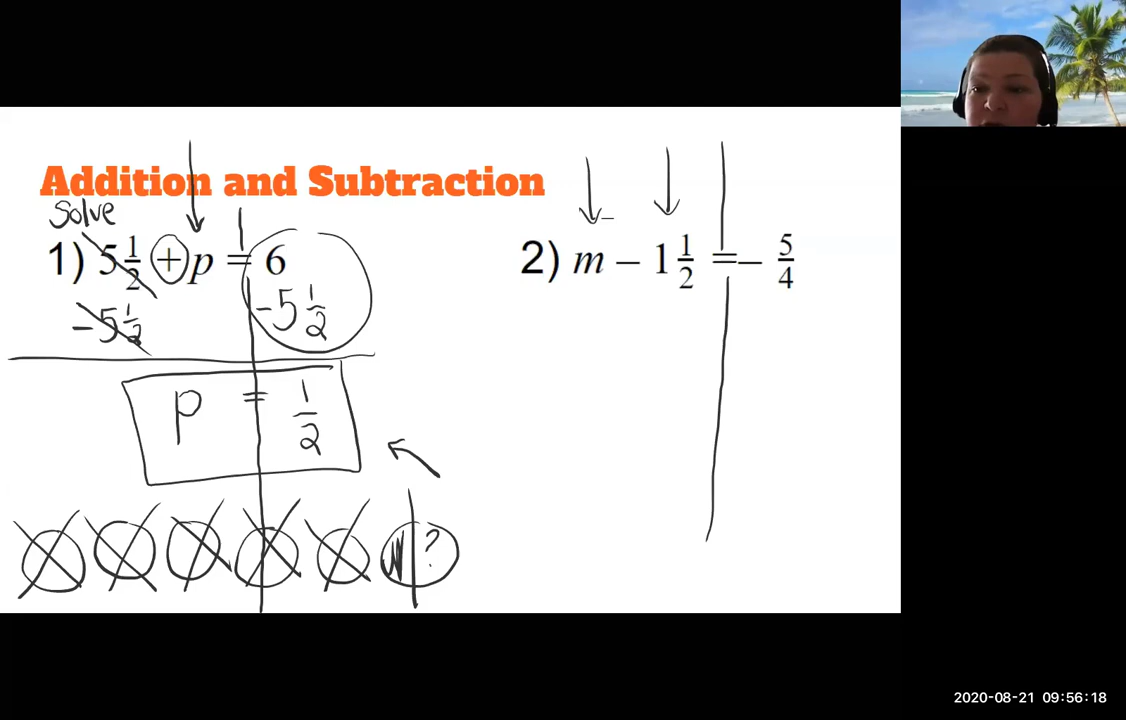 Addition and Subtraction
Solve
1) 5 1/2 + p = 6
-5 1/2 -5 1/2
p = 1/2
?
2) m - 1 1/2 = - 5/4
2020-08-21 09:56:18